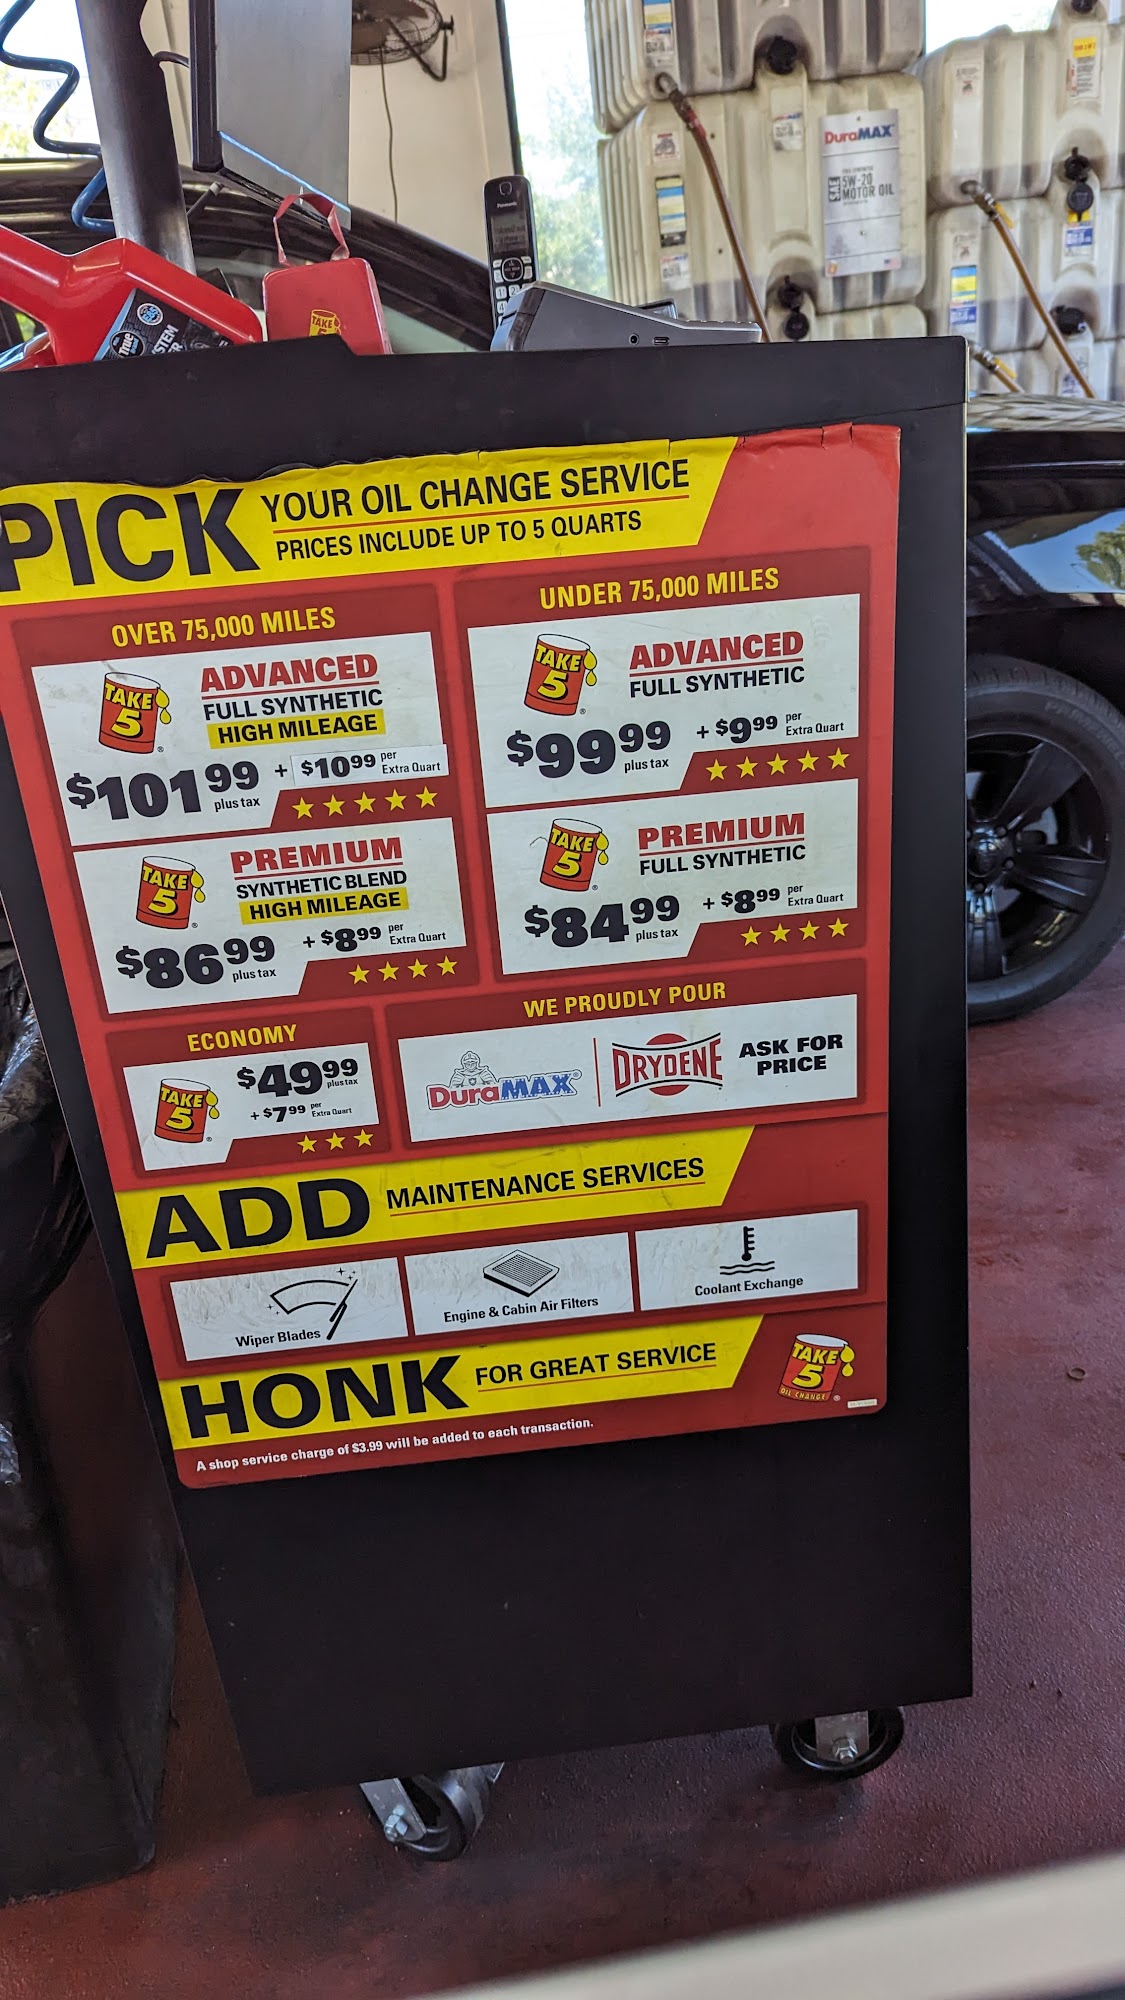 Panasonic
DuraMAX
SAE 5W-20
MOTOR OIL
TAKE
PICK YOUR OIL CHANGE SERVICE
PRICES INCLUDE UP TO 5 QUARTS
OVER 75,000 MILES
TAKE 5
ADVANCED
FULL SYNTHETIC
HIGH MILEAGE
$101.99 plus tax
+ $10.99 per Extra Quart
TAKE 5
PREMIUM
SYNTHETIC BLEND
HIGH MILEAGE
$86.99 plus tax
+ $8.99 per Extra Quart
UNDER 75,000 MILES
TAKE 5
ADVANCED
FULL SYNTHETIC
$99.99 plus tax
+ $9.99 per Extra Quart
TAKE 5
PREMIUM
FULL SYNTHETIC
$84.99 plus tax
+ $8.99 per Extra Quart
ECONOMY
TAKE 5
$49.99 plus tax
+ $7.99 per Extra Quart
WE PROUDLY POUR
DuraMAX
DRYDENE
ASK FOR
PRICE
ADD MAINTENANCE SERVICES
Wiper Blades
Engine & Cabin Air Filters
Coolant Exchange
HONK FOR GREAT SERVICE
TAKE 5
OIL CHANGE
A shop service charge of $3.99 will be added to each transaction.